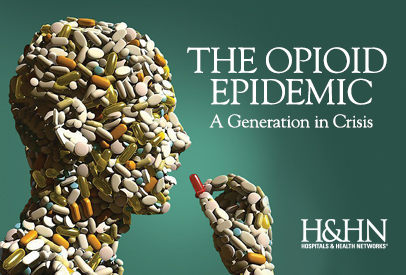 THE OPIOID
EPIDEMIC
A Generation in Crisis
H&HN
HOSPITALS & HEALTH NETWORKS®